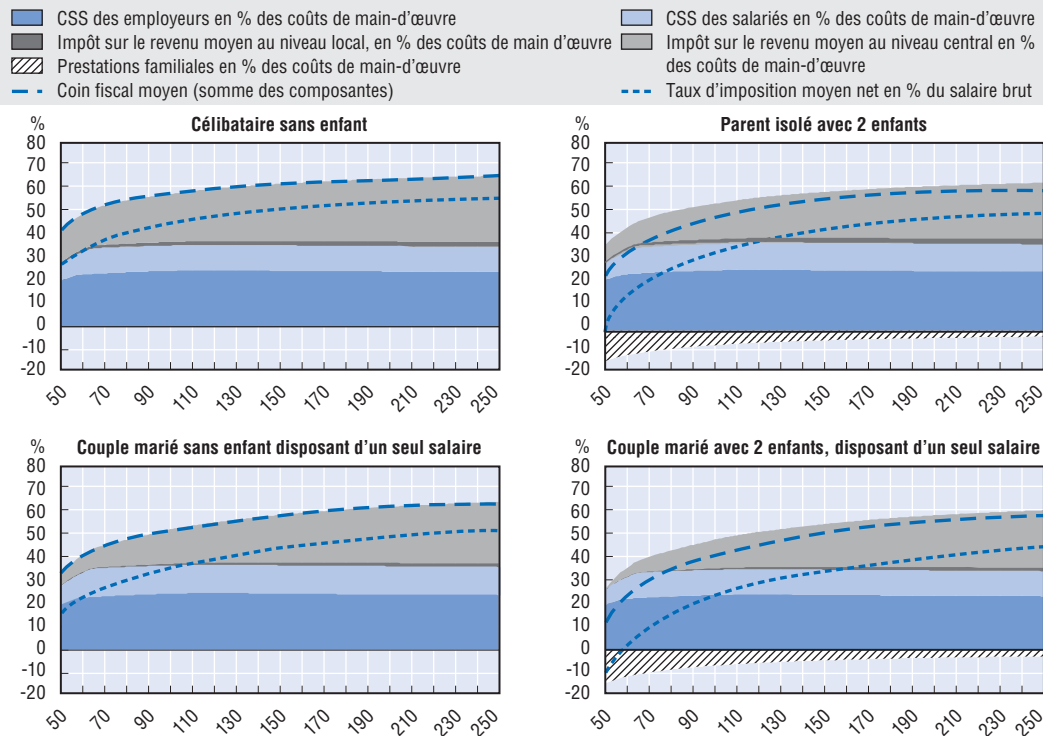 CSS des employeurs en % des coûts de main-d'œuvre
CSS des salariés en % des coûts de main-d'œuvre
Impôt sur le revenu moyen au niveau local, en % des coûts de main d'œuvre
Impôt sur le revenu moyen au niveau central en %
des coûts de main-d'œuvre
Prestations familiales en % des coûts de main-d'œuvre
Coin fiscal moyen (somme des composantes)
Taux d'imposition moyen net en % du salaire brut
% Célibataire sans enfant
80
70
60
50
40
30
20
10
0
-10
-20
50 70 90 110 130 150 170 190 210 230 250
% Parent isolé avec 2 enfants
80
70
60
50
40
30
20
10
0
-10
-20
50 70 90 110 130 150 170 190 210 230 250
% Couple marié sans enfant disposant d'un seul salaire
80
70
60
50
40
30
20
10
0
-10
-20
50 70 90 110 130 150 170 190 210 230 250
% Couple marié avec 2 enfants, disposant d'un seul salaire
80
70
60
50
40
30
20
10
0
-10
-20
50 70 90 110 130 150 170 190 210 230 250